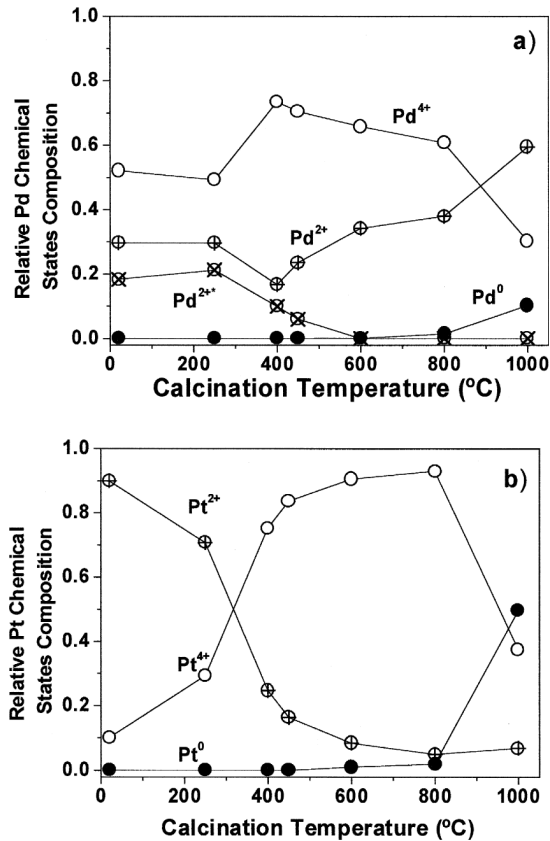 a)
Relative Pd Chemical
States Composition
1.0
0.8
0.6
0.4
0.2
0.0
Pd4+
Pd2+
Pd2+*
Pd0
0 200 400 600 800 1000
Calcination Temperature (ºC)
b)
Relative Pt Chemical
States Composition
1.0
0.8
0.6
0.4
0.2
0.0
Pt2+
Pt4+
Pt0
0 200 400 600 800 1000
Calcination Temperature (ºC)